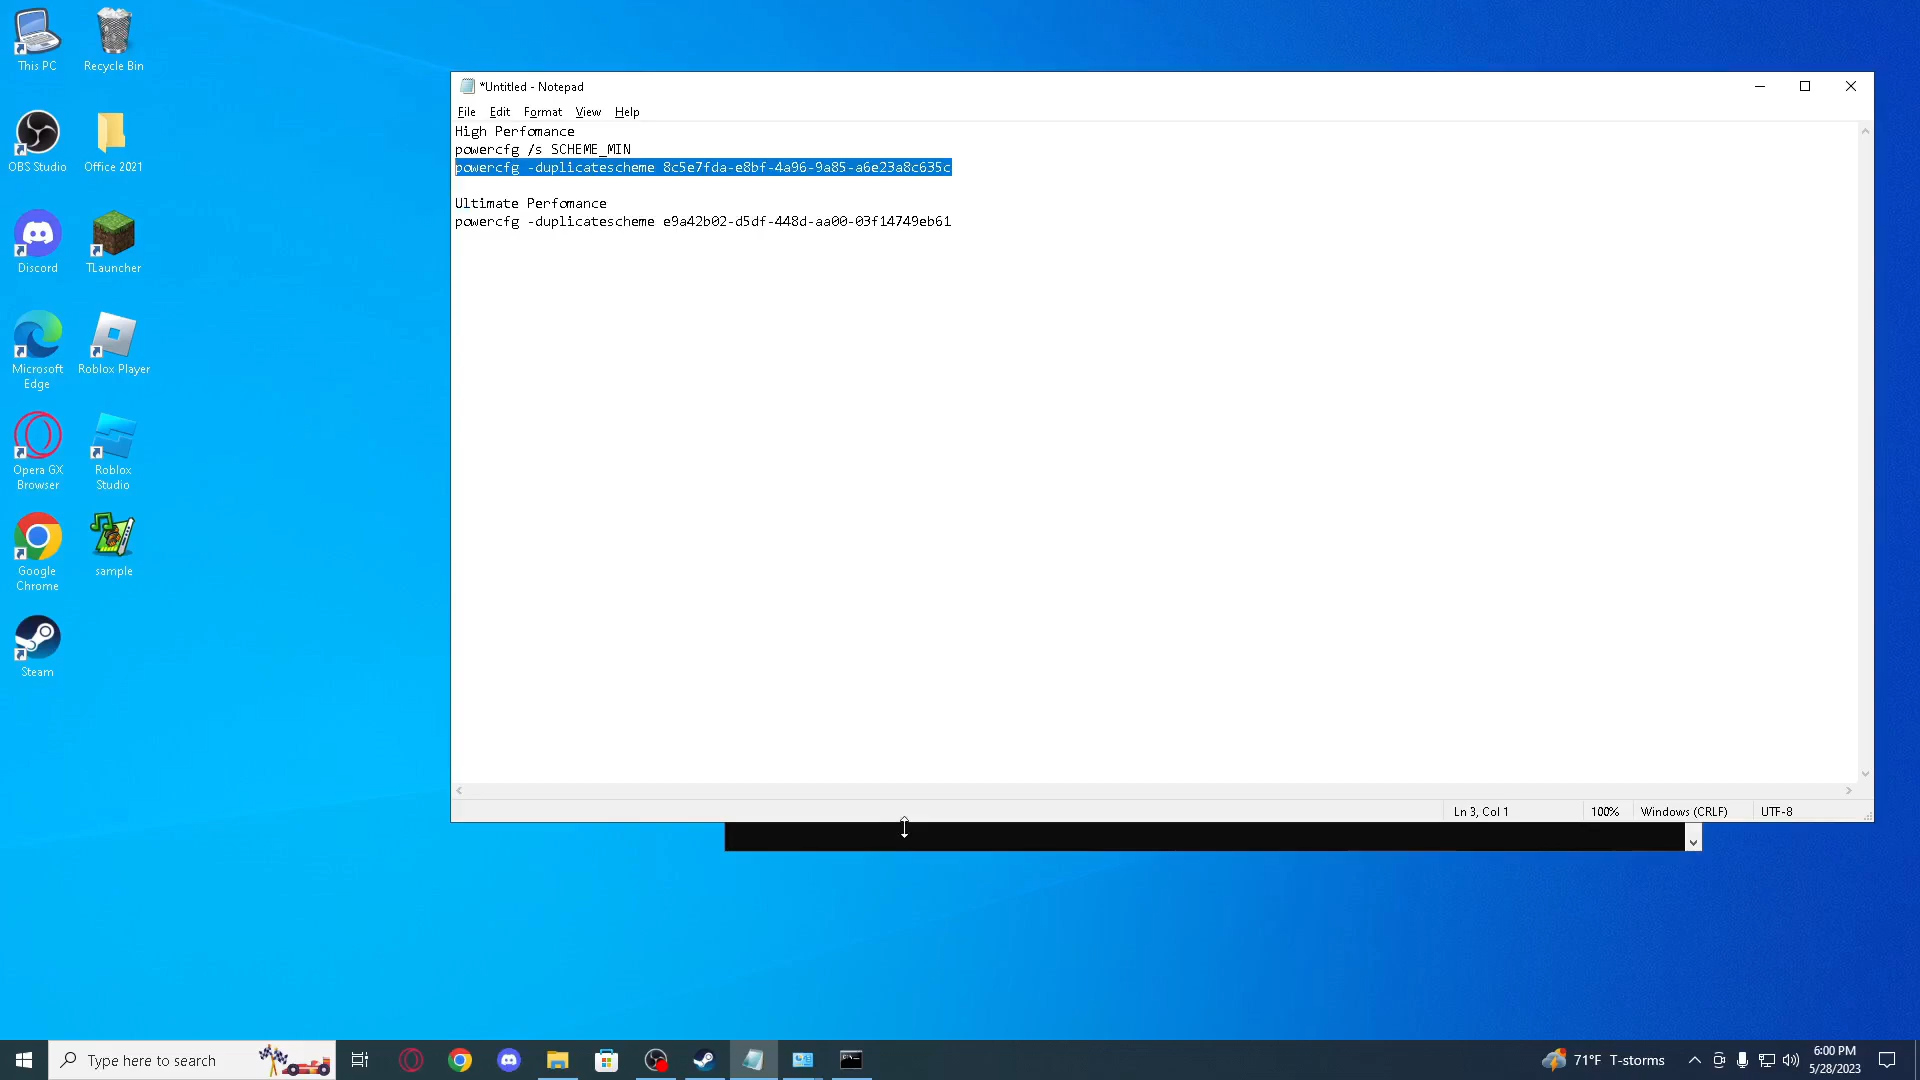 This PC
Recycle Bin
OBS Studio
Office 2021
Discord
TLauncher
Microsoft
Edge
Roblox Player
Opera GX
Browser
Roblox
Studio
Google
Chrome
sample
Steam
*Untitled - Notepad
File Edit Format View Help
High Perfomance
powercfg /s SCHEME_MIN
powercfg -duplicatescheme 8c5e7fda-e8bf-4a96-9a85-a6e23a8c635c
Ultimate Perfomance
powercfg -duplicatescheme e9a42b02-d5df-448d-aa00-03f14749eb61
Ln 3, Col 1 100% Windows (CRLF) UTF-8
Type here to search
71°F T-storms
6:00 PM
5/28/2023